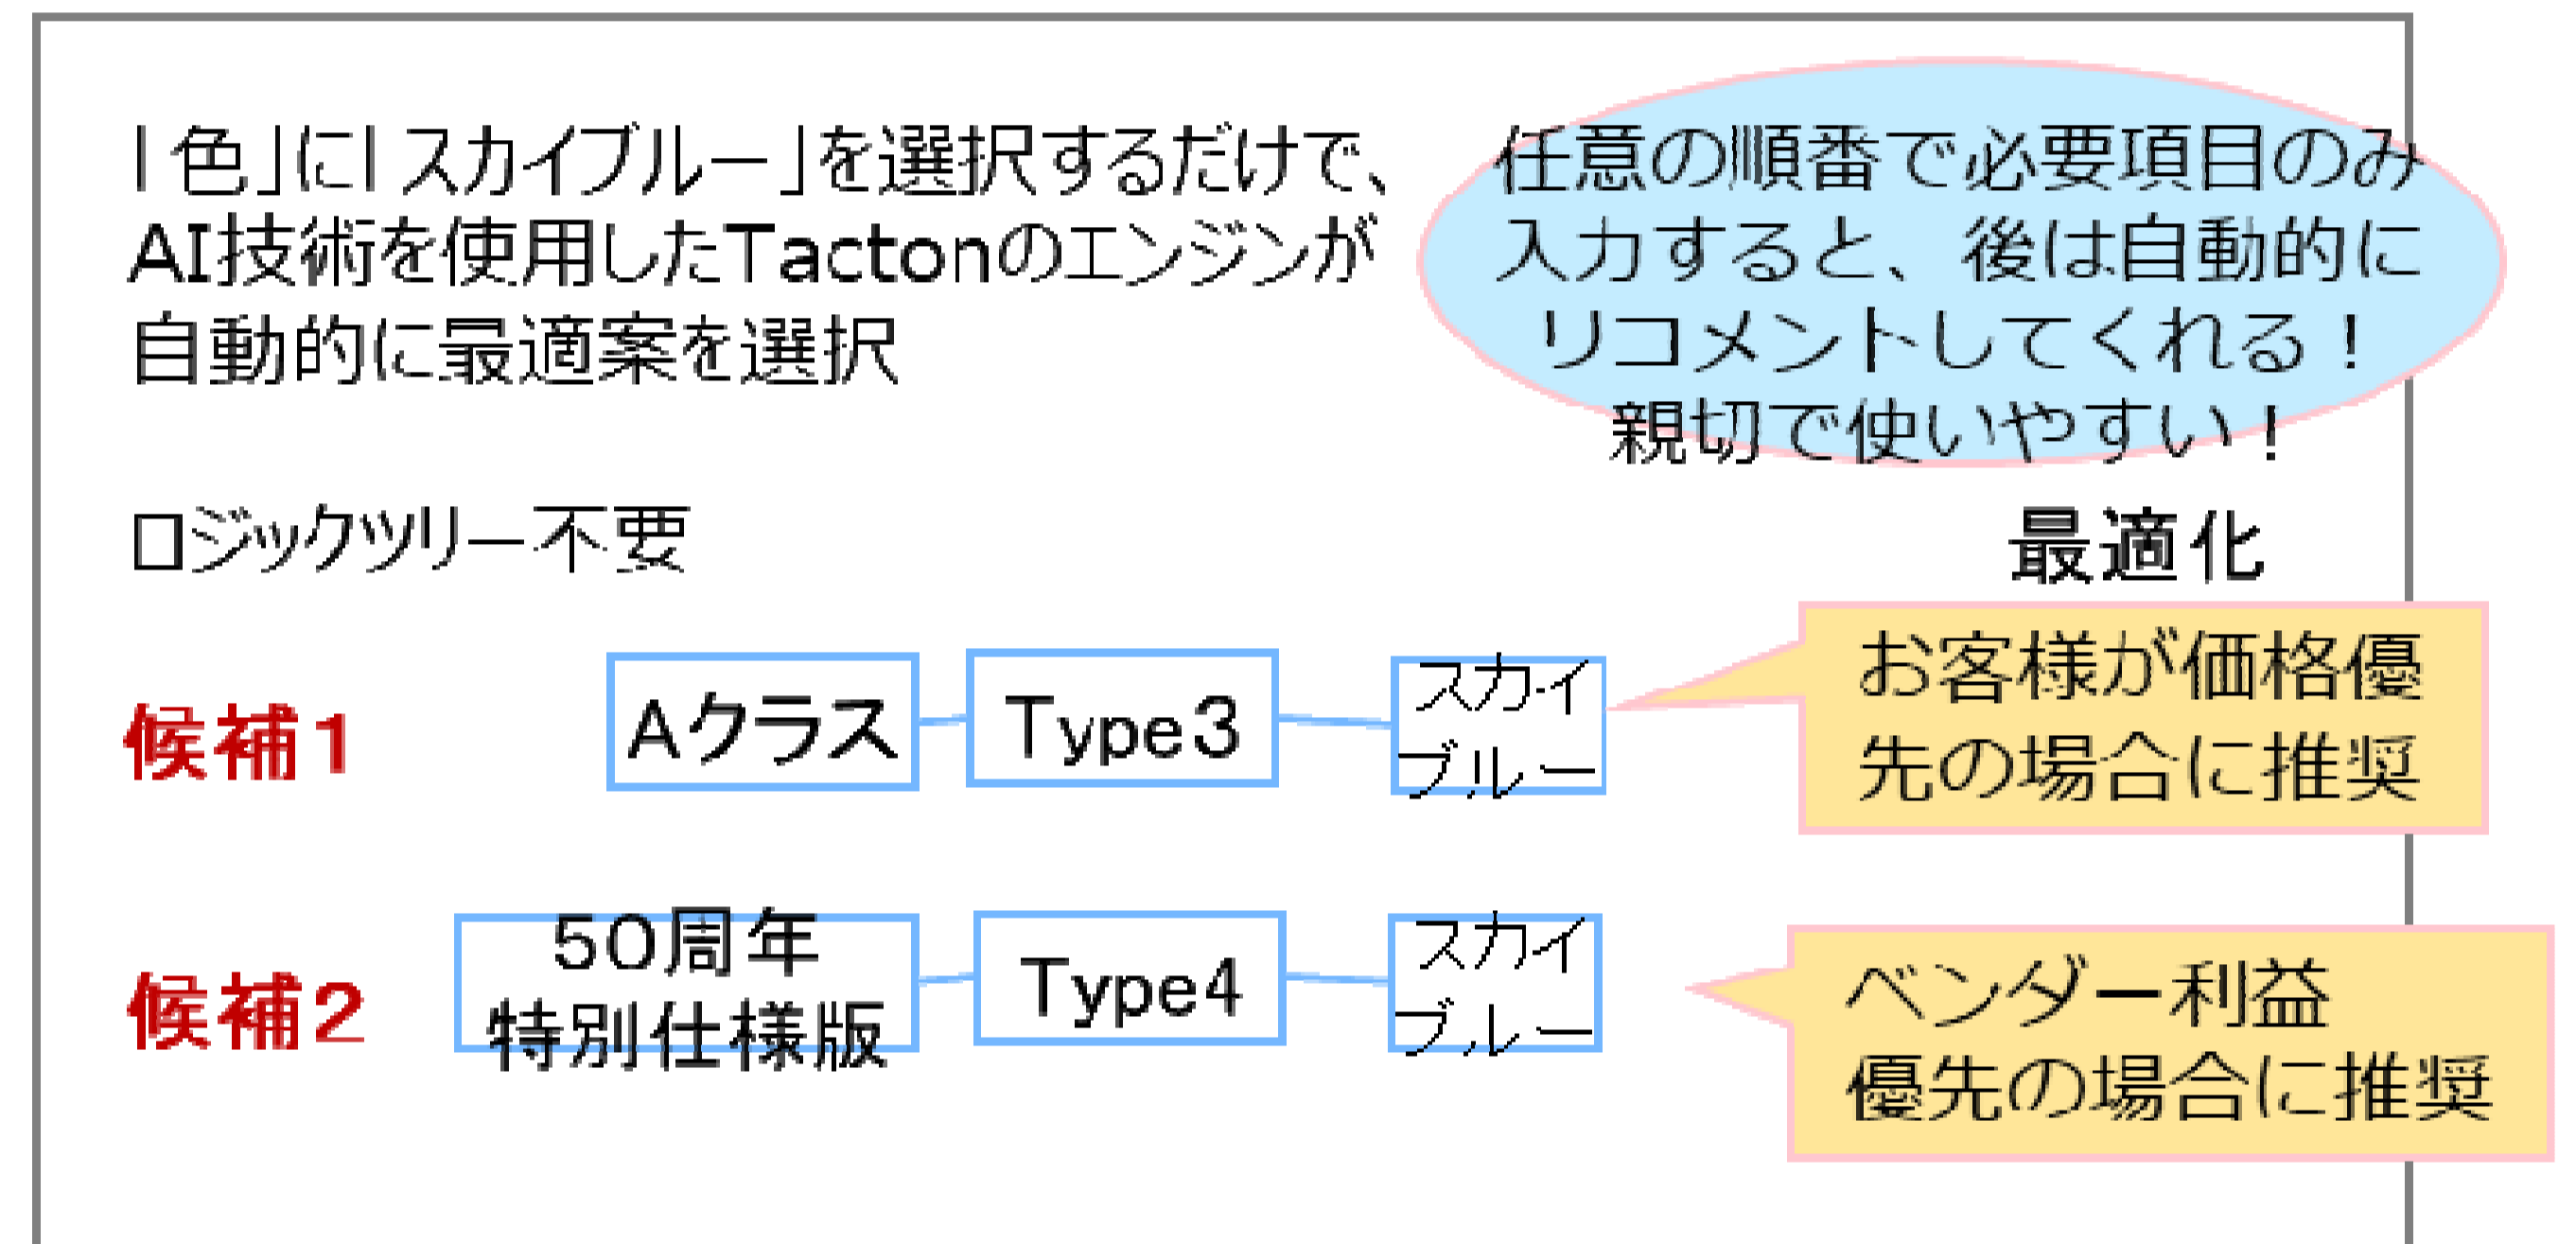 「色」に「スカイブルー」を選択するだけで、
AI技術を使用したTactonのエンジンが
自動的に最適案を選択
任意の順番で必要項目のみ
入力すると、後は自動的に
リコメントしてくれる！
親切で使いやすい！
ロジックツリー不要
最適化
候補1
Aクラス
Type3
スカイ
ブルー
お客様が価格優
先の場合に推奨
候補2
50周年
特別仕様版
Type4
スカイ
ブルー
ベンダー利益
優先の場合に推奨